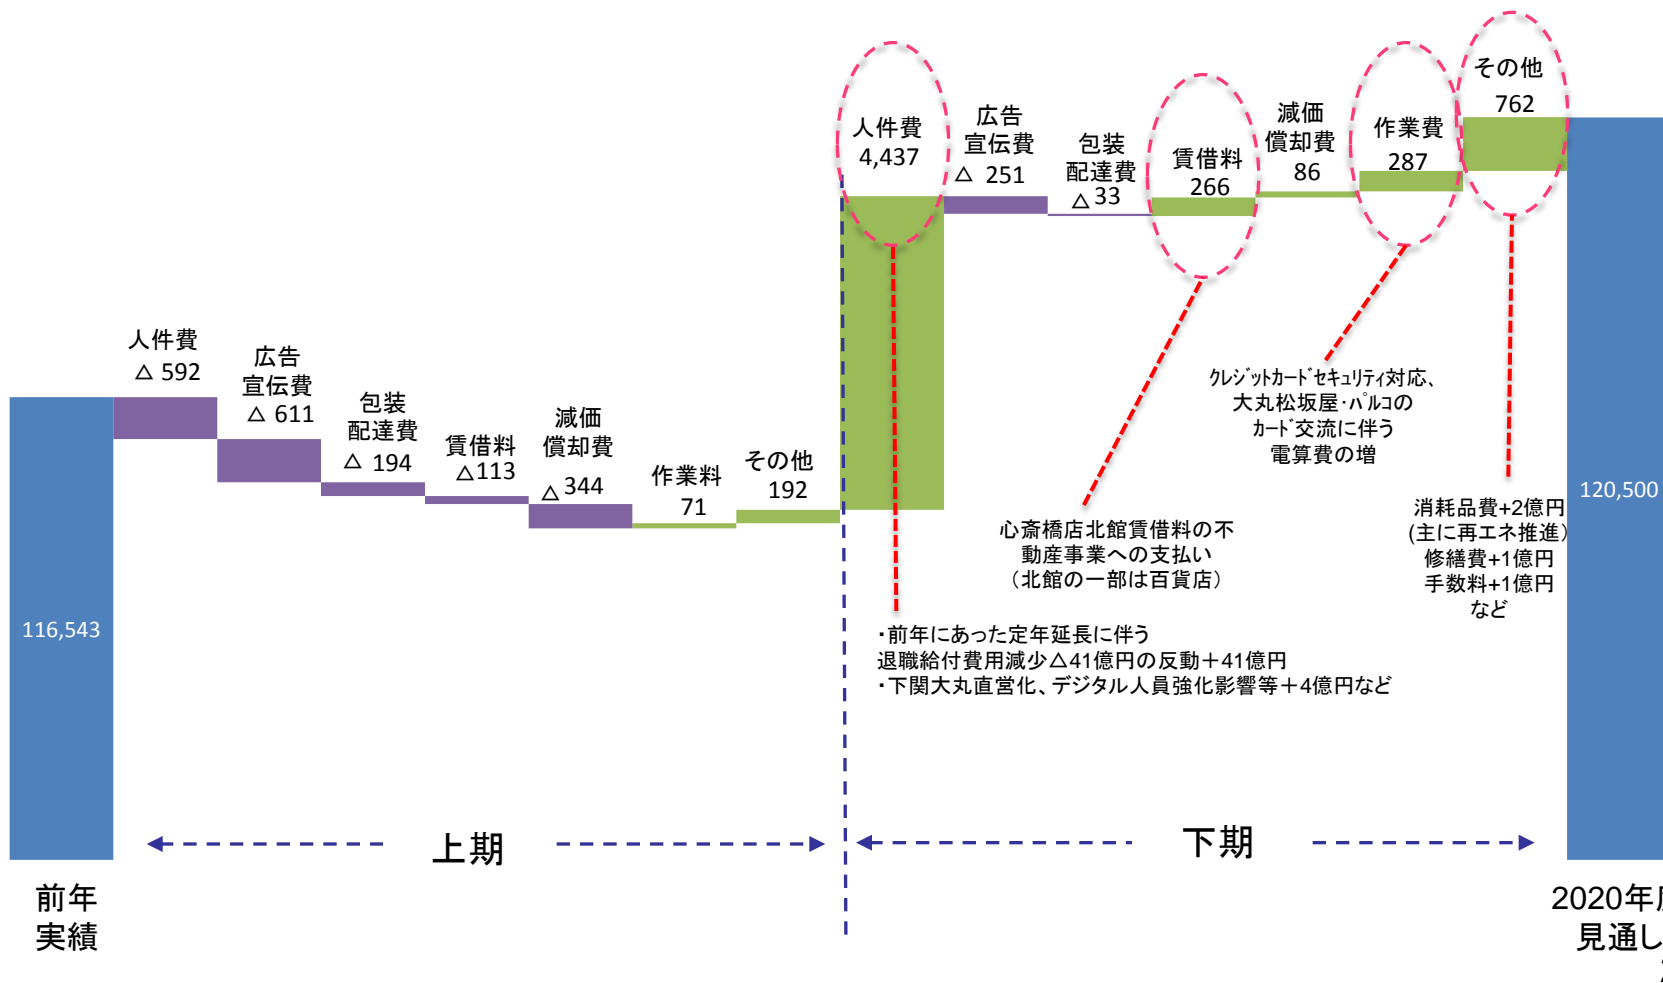 人件費
△ 592
広告
宣伝費
△ 611
包装
配達費
△ 194
賃借料
△113
減価
償却費
△ 344
作業料
71
その他
192
人件費
4,437
広告
宣伝費
△ 251
包装
配達費
△ 33
賃借料
266
減価
償却費
86
作業費
287
その他
762
116,543
120,500
クレジットカードセキュリティ対応、
大丸松坂屋・パルコの
カード交流に伴う
電算費の増
心斎橋店北館賃借料の不
動産事業への支払い
（北館の一部は百貨店）
消耗品費+2億円
(主に再エネ推進）
修繕費+1億円
手数料+1億円
など
・前年にあった定年延長に伴う
退職給付費用減少△41億円の反動＋41億円
・下関大丸直営化、デジタル人員強化影響等＋4億円など
上期
下期
前年
実績
2020年
見通し